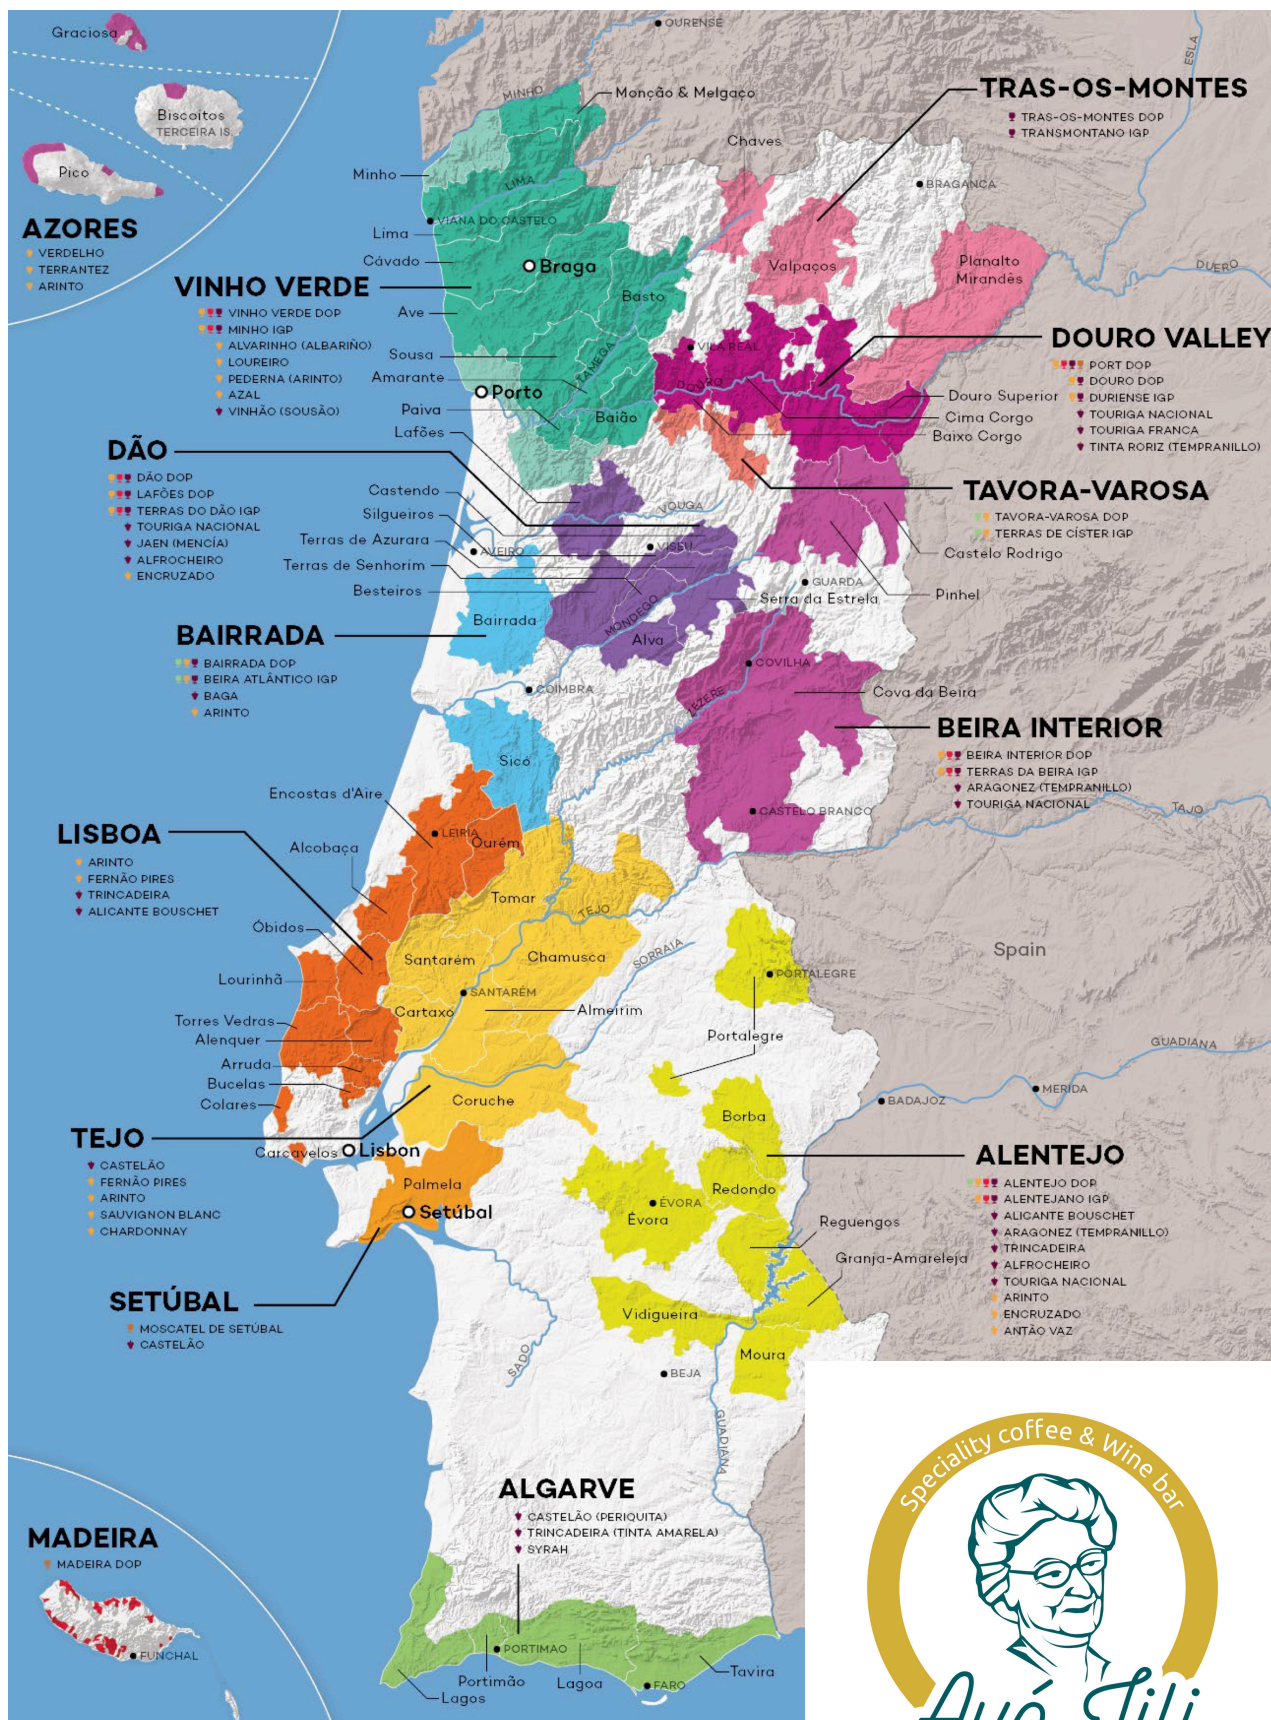 OURENSE
ESLA
Graciosa
MINHO
Monção & Melgaço
TRAS-OS-MONTES
TRAS-OS-MONTES DOP
TRANSMONTANO IGP
Biscoitos
TERCEIRA IS.
Chaves
Pico
Minho
LIMA
BRAGANÇA
VIANA DO CASTELO
AZORES
VERDELHO
TERRANTEZ
ARINTO
Lima
Cávado
Braga
Valpaços
Planalto
Mirandês
DUERO
VINHO VERDE
VINHO VERDE DOP
MINHO IGP
ALVARINHO (ALBARIÑO)
LOUREIRO
PEDERNA (ARINTO)
AZAL
VINHÃO (SOUSÃO)
Ave
Basto
Sousa
TAMEGA
Amarante
Porto
Paiva
Baião
Lafões
VILA REAL
DOURO
DOURO VALLEY
PORT DOP
DOURO DOP
DURIENSE IGP
TOURIGA NACIONAL
TOURIGA FRANCA
TINTA RORIZ (TEMPRANILLO)
Douro Superior
Cima Corgo
Baixo Corgo
DÃO
DÃO DOP
LAFÕES DOP
TERRAS DO DÃO IGP
TOURIGA NACIONAL
JAEN (MENCÍA)
ALFROCHEIRO
ENCRUZADO
Castendo
Silgueiros
Terras de Azurara
Terras de Senhorim
Besteiros
VOUGA
AVEIRO
VISEU
TAVORA-VAROSA
TAVORA-VAROSA DOP
TERRAS DE CÍSTER IGP
Castelo Rodrigo
GUARDA
Pinhel
Serra da Estrela
MONDEGO
Alva
Bairrada
BAIRRADA
BAIRRADA DOP
BEIRA ATLÂNTICO IGP
BAGA
ARINTO
COIMBRA
COVILHA
ZEZERE
Cova da Beira
BEIRA INTERIOR
BEIRA INTERIOR DOP
TERRAS DA BEIRA IGP
ARAGONEZ (TEMPRANILLO)
TOURIGA NACIONAL
Sicó
CASTELO BRANCO
TAJO
Encostas d'Aire
LEIRIA
Ourém
LISBOA
ARINTO
FERNÃO PIRES
TRINCADEIRA
ALICANTE BOUSCHET
Alcobaça
Tomar
TEJO
Óbidos
Santarém
Chamusca
SORRAIA
Spain
Lourinhã
SANTARÉM
PORTALEGRE
Cartaxo
Almeirim
Torres Vedras
Alenquer
Portalegre
GUADIANA
Arruda
Bucelas
Colares
MERIDA
BADAJOZ
Coruche
Borba
TEJO
CASTELÃO
FERNÃO PIRES
ARINTO
SAUVIGNON BLANC
CHARDONNAY
Carcavelos
Lisbon
Palmela
Setúbal
Redondo
ÉVORA
Évora
ALENTEJO
ALENTEJO DOP
ALENTEJANO IGP
ALICANTE BOUSCHET
ARAGONEZ (TEMPRANILLO)
TRINCADEIRA
ALFROCHEIRO
TOURIGA NACIONAL
ARINTO
ENCRUZADO
ANTÃO VAZ
Reguengos
Granja-Amareleja
SETÚBAL
MOSCATEL DE SETÚBAL
CASTELÃO
Vidigueira
Moura
SADO
BEJA
GUADIANA
ALGARVE
CASTELÃO (PERIQUITA)
TRINCADEIRA (TINTA AMARELA)
SYRAH
MADEIRA
MADEIRA DOP
FUNCHAL
PORTIMAO
Portimão
Lagoa
Lagos
FARO
Tavira
Speciality coffee & Wine bar
Avó Lili